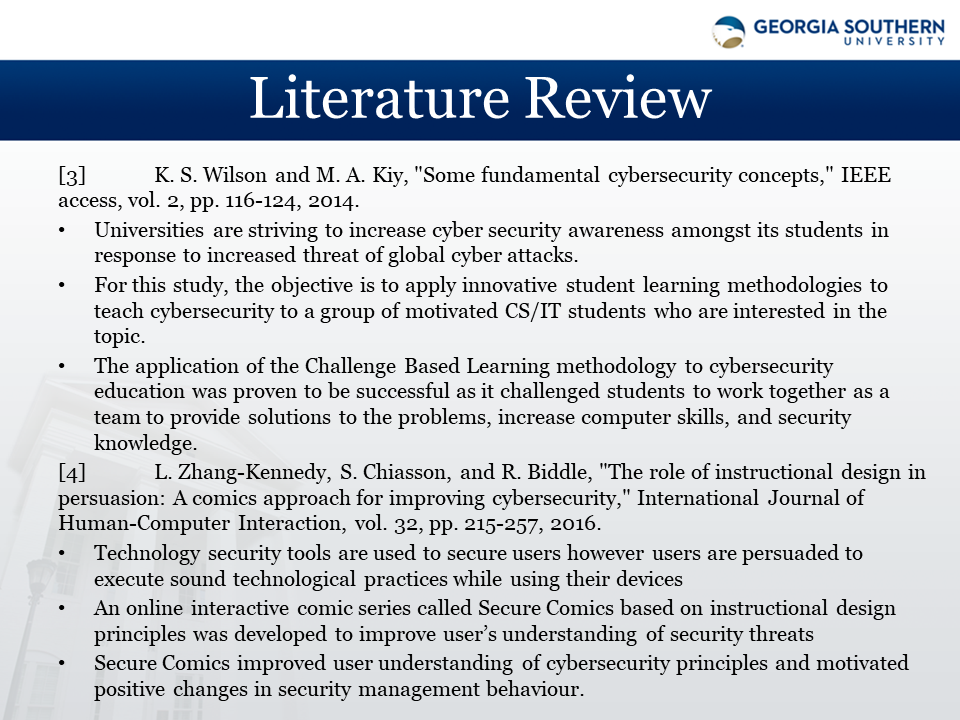 GEORGIA SOUTHERN
UNIVERSITY
Literature Review
[3] K. S. Wilson and M. A. Kiy, "Some fundamental cybersecurity concepts," IEEE
access, vol. 2, pp. 116-124, 2014.
• Universities are striving to increase cyber security awareness amongst its students in
response to increased threat of global cyber attacks.
• For this study, the objective is to apply innovative student learning methodologies to
teach cybersecurity to a group of motivated CS/IT students who are interested in the
topic.
• The application of the Challenge Based Learning methodology to cybersecurity
education was proven to be successful as it challenged students to work together as a
team to provide solutions to the problems, increase computer skills, and security
knowledge.
[4] L. Zhang-Kennedy, S. Chiasson, and R. Biddle, "The role of instructional design in
persuasion: A comics approach for improving cybersecurity," International Journal of
Human-Computer Interaction, vol. 32, pp. 215-257, 2016.
• Technology security tools are used to secure users however users are persuaded to
execute sound technological practices while using their devices
• An online interactive comic series called Secure Comics based on instructional design
principles was developed to improve user’s understanding of security threats
• Secure Comics improved user understanding of cybersecurity principles and motivated
positive changes in security management behaviour.